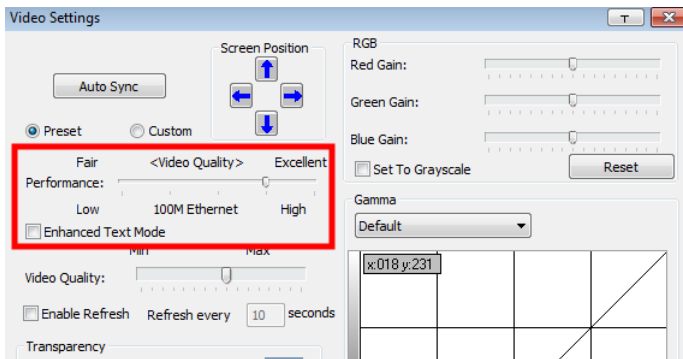 Video Settings
T
Screen Position
Auto Sync
Preset
Custom
Fair
<Video Quality>
Excellent
Performance:
Low
100M Ethernet
High
Enhanced Text Mode
Min
Max
Video Quality:
Enable Refresh
Refresh every
10
seconds
Transparency
RGB
Red Gain:
Green Gain:
Blue Gain:
Set To Grayscale
Reset
Gamma
Default
x:018 y:231